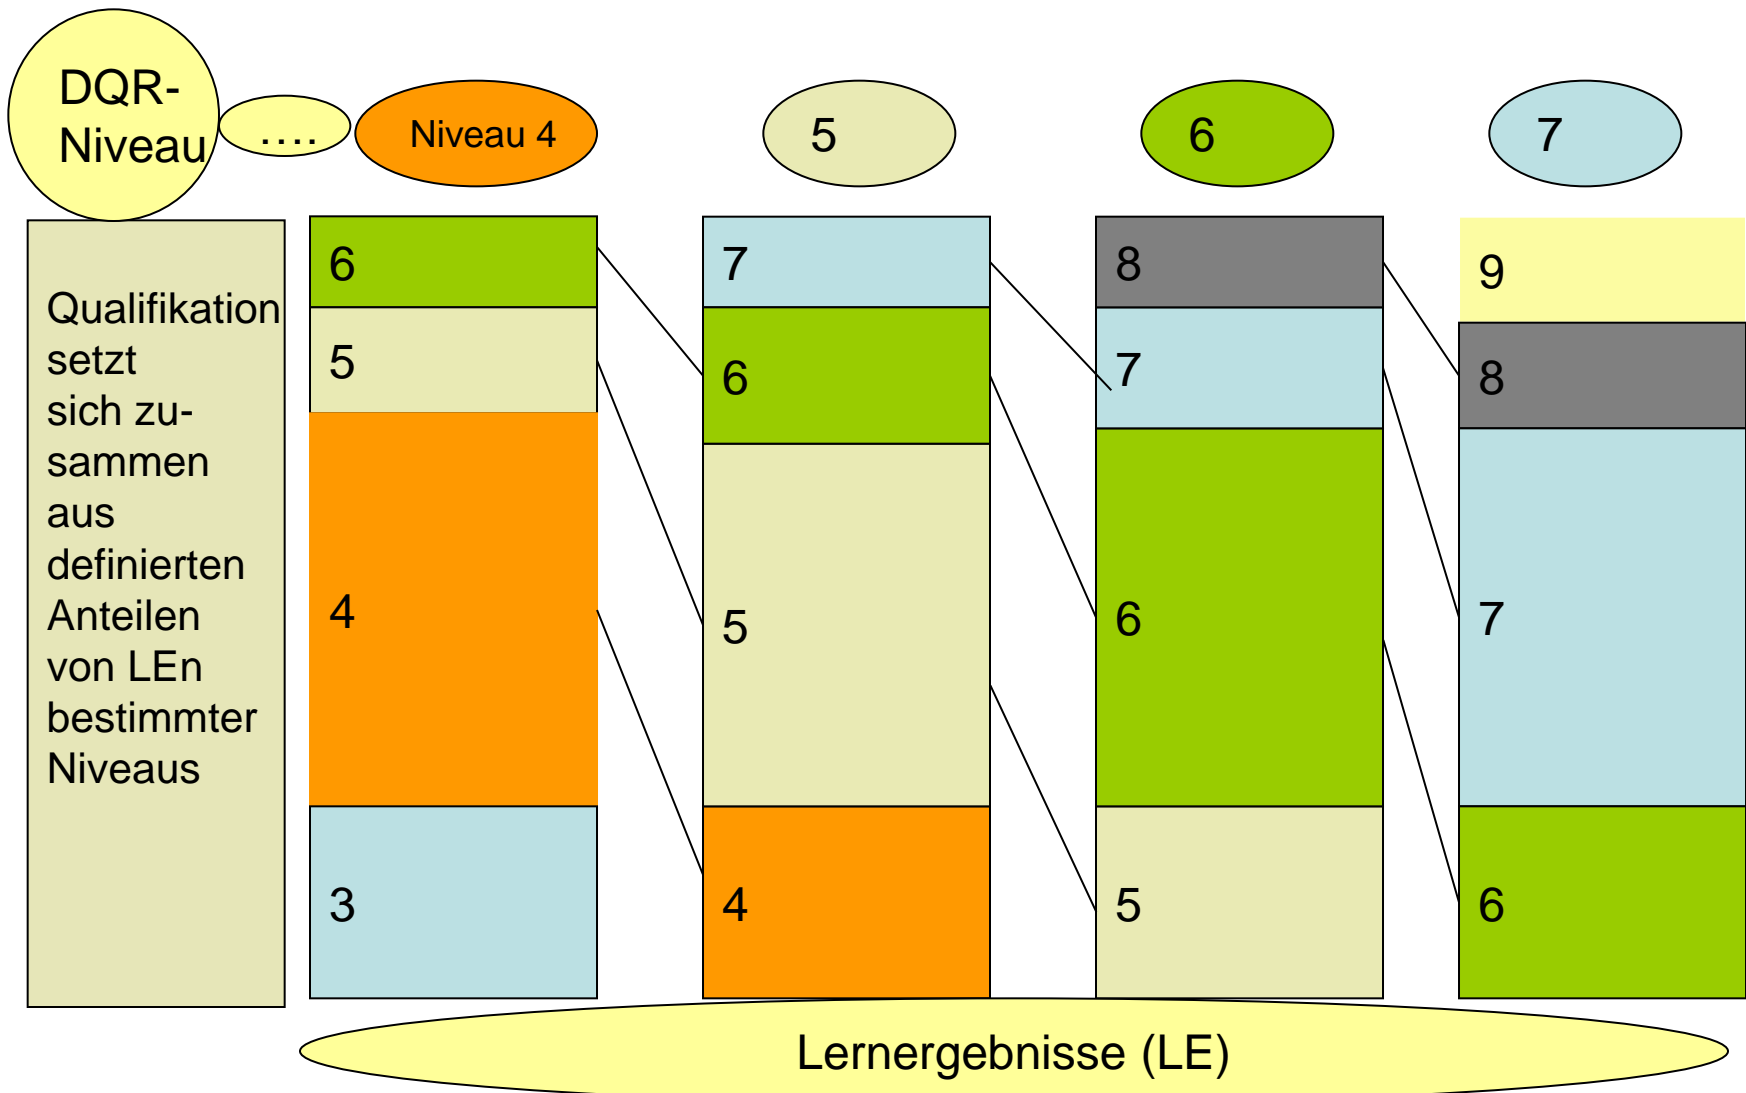 DQR-
Niveau
....
Niveau 4
5
6
7
Qualifikation
setzt
sich zu-
sammen
aus
definierten
Anteilen
von LEn
bestimmter
Niveaus
6
5
4
3
7
6
5
4
8
7
6
5
9
8
7
6
Lernergebnisse (LE)